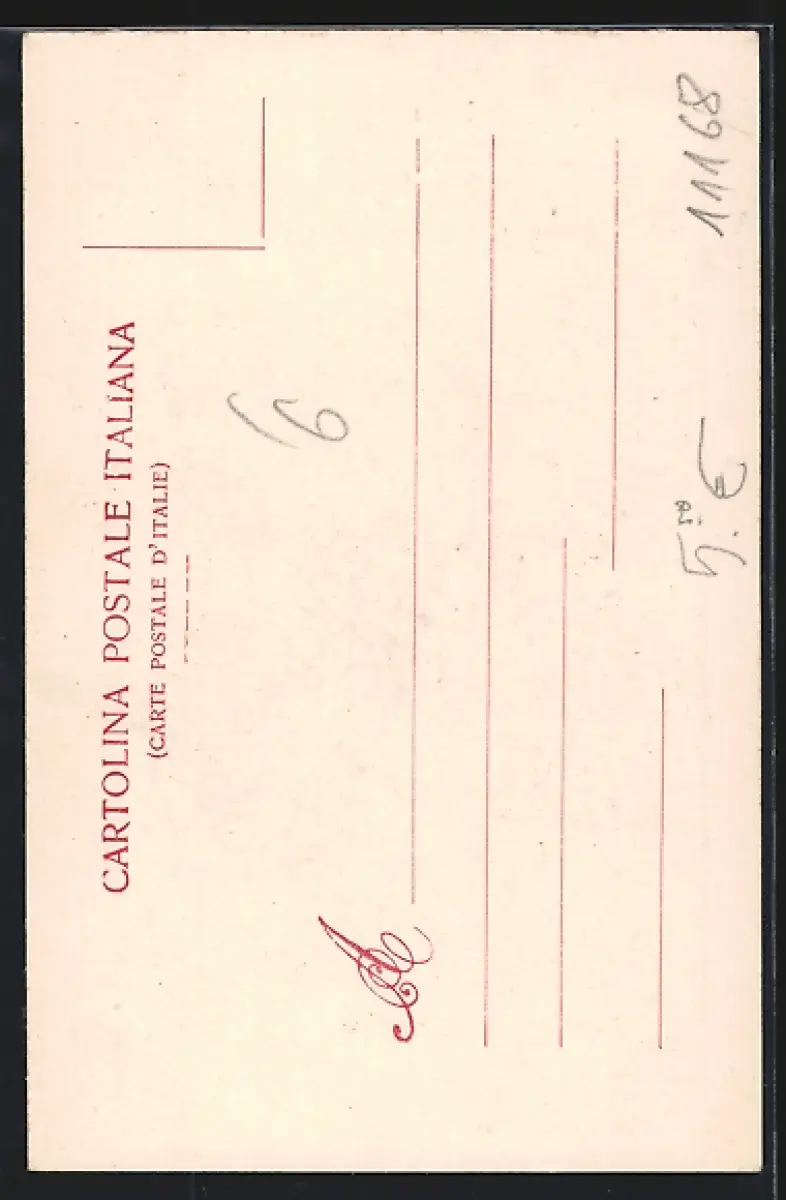 CARTOLINA POSTALE ITALIANA
(CARTE POSTALE D'ITALIE)
6
A
11168